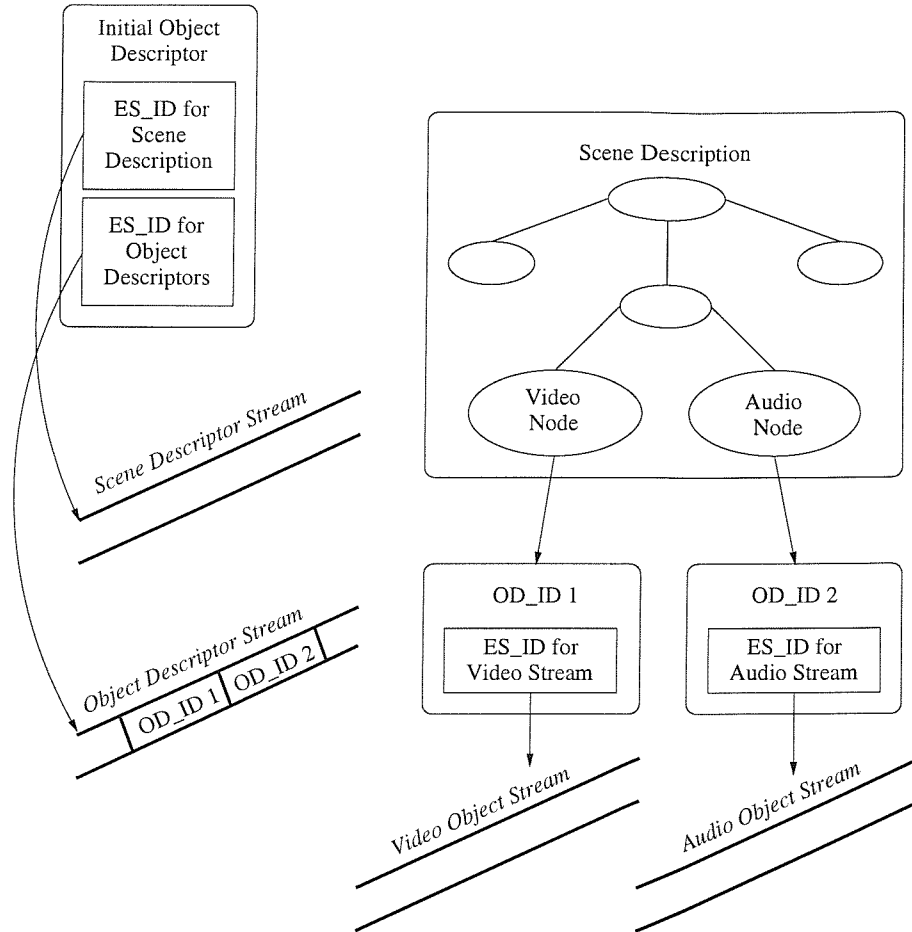 Initial Object
Descriptor
ES_ID for
Scene
Description
ES_ID for
Object
Descriptors
Scene Description
Video
Node
Audio
Node
Scene Descriptor Stream
Object Descriptor Stream
OD_ID 1
OD_ID 2
OD_ID 1
ES_ID for
Video Stream
OD_ID 2
ES_ID for
Audio Stream
Video Object Stream
Audio Object Stream